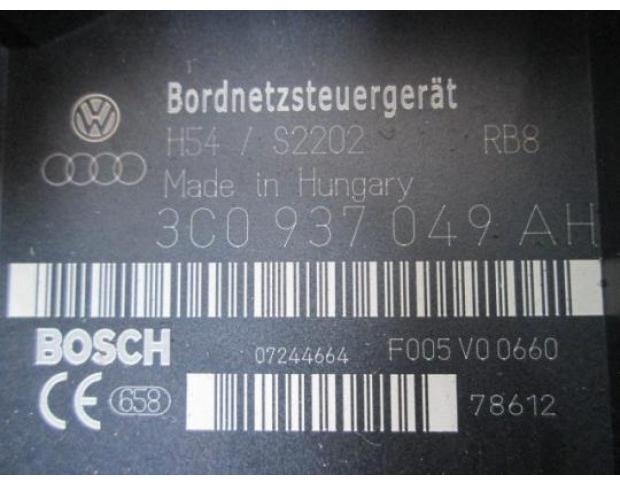 Bordnetzsteuergerät
H54 / S2202 RB8
Made in Hungary
3C0 937 049 AH
BOSCH 07244664 F005 V0 0660
CE 658 78612